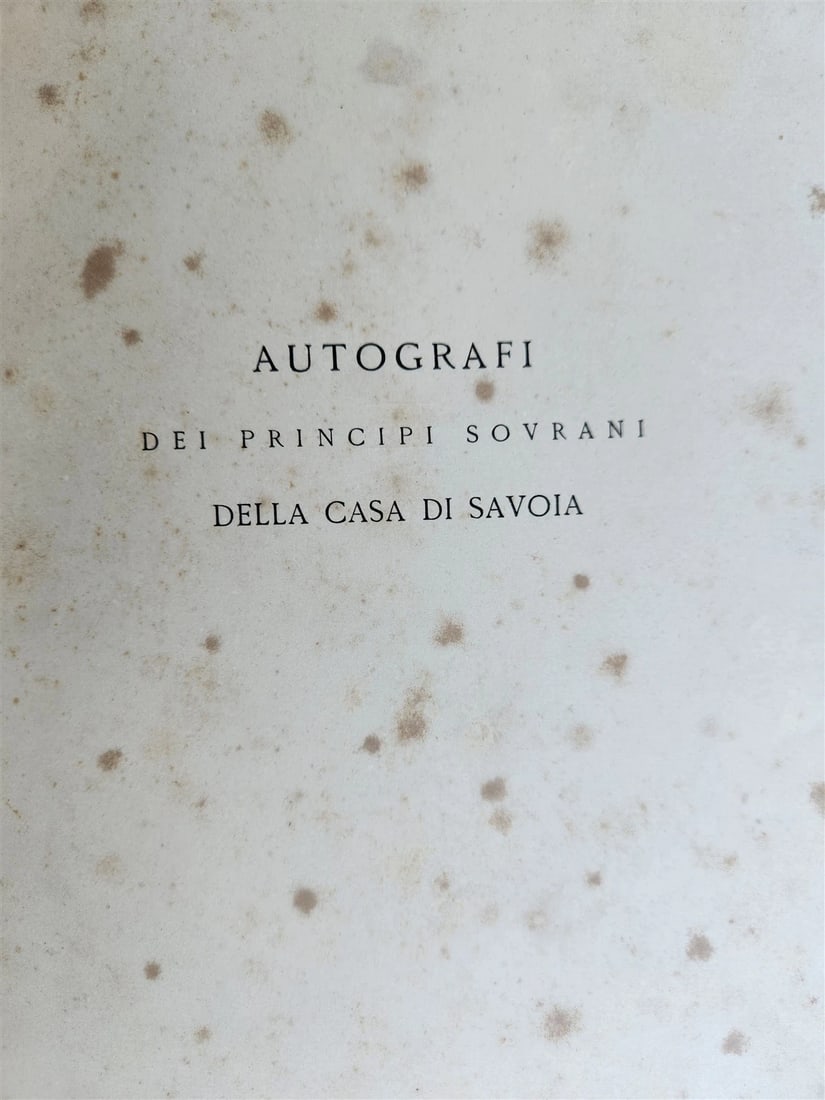 AUTOGRAFI
DEI PRINCIPI SOVRANI
DELLA CASA DI SAVOIA